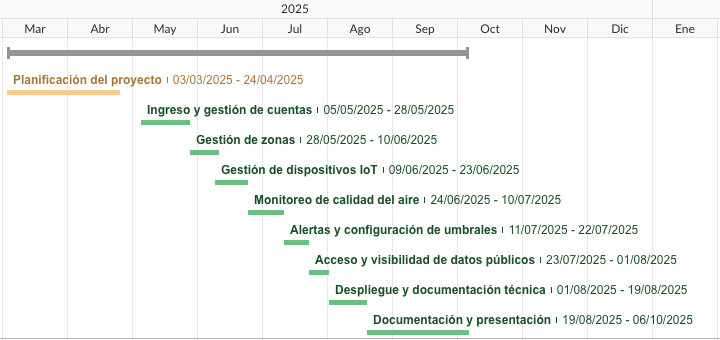 2025
Mar Abr May Jun Jul Ago Sep Oct Nov Dic Ene
Planificación del proyecto 03/03/2025 - 24/04/2025
Ingreso y gestión de cuentas 05/05/2025 - 28/05/2025
Gestión de zonas 28/05/2025 - 10/06/2025
Gestión de dispositivos IoT 09/06/2025 - 23/06/2025
Monitoreo de calidad del aire 24/06/2025 - 10/07/2025
Alertas y configuración de umbrales 11/07/2025 - 22/07/2025
Acceso y visibilidad de datos públicos 23/07/2025 - 01/08/2025
Despliegue y documentación técnica 01/08/2025 - 19/08/2025
Documentación y presentación 19/08/2025 - 06/10/2025